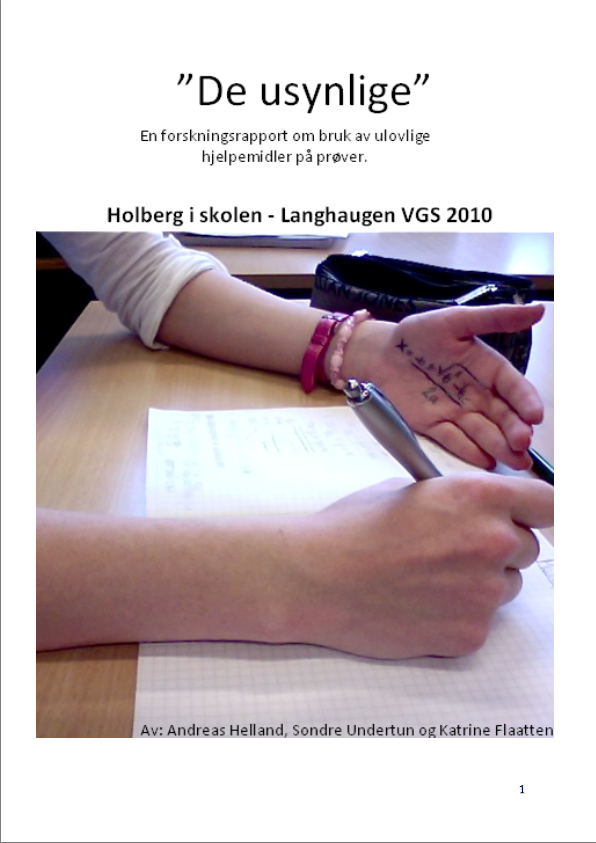 ”De usynlige”
En forskningsrapport om bruk av ulovlige
hjelpemidler på prøver.
Holberg i skolen - Langhaugen VGS 2010
Av: Andreas Helland, Sondre Undertun og Katrine Flaatten
1